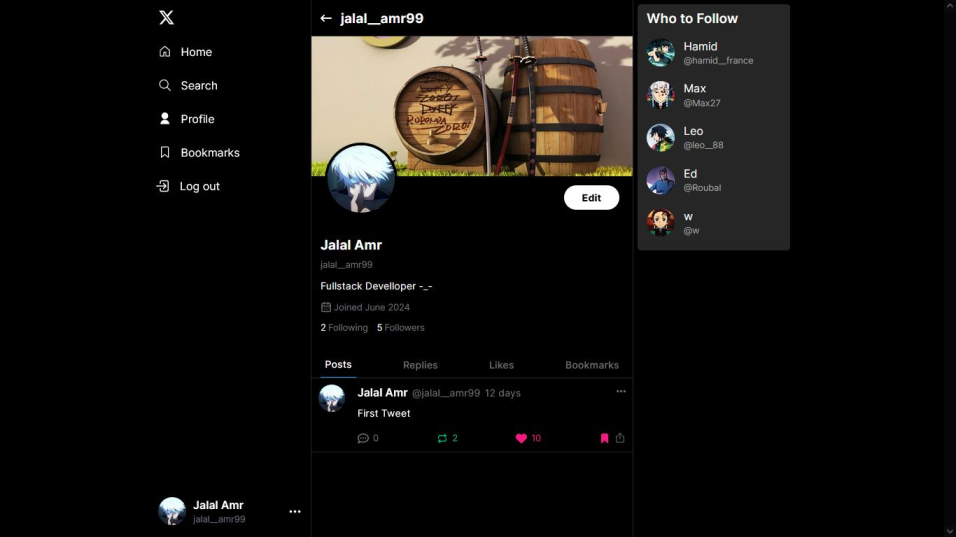 Home
Search
Profile
Bookmarks
Log out
Jalal Amr
jalal__amr99
jalal__amr99
ZORO!
Edit
Jalal Amr
jalal__amr99
Fullstack Develloper -_-
Joined June 2024
2 Following 5 Followers
Posts Replies Likes Bookmarks
Jalal Amr @jalal__amr99 12 days
First Tweet
0 2 10
Who to Follow
Hamid
@hamid__france
Max
@Max27
Leo
@leo__88
Ed
@Roubal
w
@w